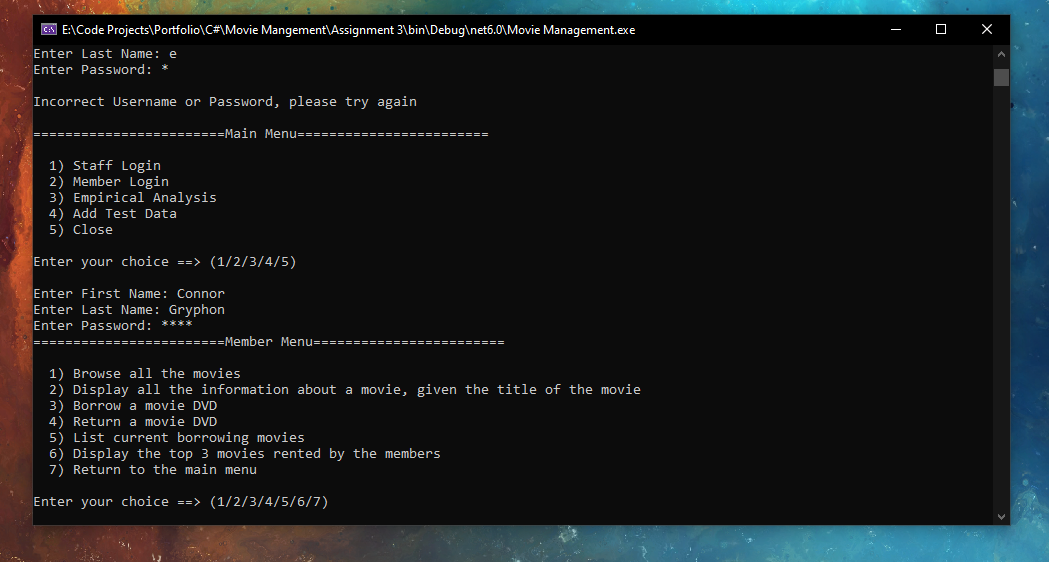 E:\Code Projects\Portfolio\C#\Movie Mangement\Assignment 3\bin\Debug\net6.0\Movie Management.exe
Enter Last Name: e
Enter Password: *
Incorrect Username or Password, please try again
========================Main Menu========================
1) Staff Login
2) Member Login
3) Empirical Analysis
4) Add Test Data
5) Close
Enter your choice ==> (1/2/3/4/5)
Enter First Name: Connor
Enter Last Name: Gryphon
Enter Password: ****
========================Member Menu========================
1) Browse all the movies
2) Display all the information about a movie, given the title of the movie
3) Borrow a movie DVD
4) Return a movie DVD
5) List current borrowing movies
6) Display the top 3 movies rented by the members
7) Return to the main menu
Enter your choice ==> (1/2/3/4/5/6/7)